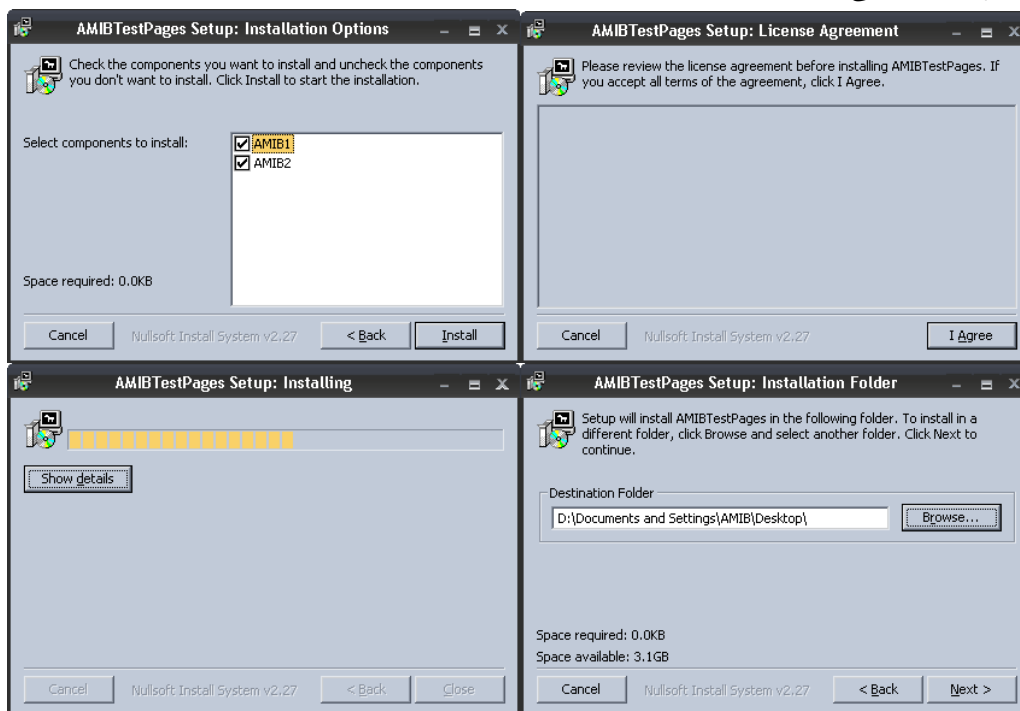 AMIBTestPages Setup: Installation Options
Check the components you want to install and uncheck the components
you don't want to install. Click Install to start the installation.
Select components to install:
AMIB1
AMIB2
Space required: 0.0KB
Cancel
Nullsoft Install System v2.27
< Back
Install
AMIBTestPages Setup: License Agreement
Please review the license agreement before installing AMIBTestPages. If
you accept all terms of the agreement, click I Agree.
Cancel
Nullsoft Install System v2.27
I Agree
AMIBTestPages Setup: Installing
Show details
Cancel
Nullsoft Install System v2.27
< Back
Close
AMIBTestPages Setup: Installation Folder
Setup will install AMIBTestPages in the following folder. To install in a
different folder, click Browse and select another folder. Click Next to
continue.
Destination Folder
D:\Documents and Settings\AMIB\Desktop\
Browse...
Space required: 0.0KB
Space available: 3.1GB
Cancel
Nullsoft Install System v2.27
< Back
Next >